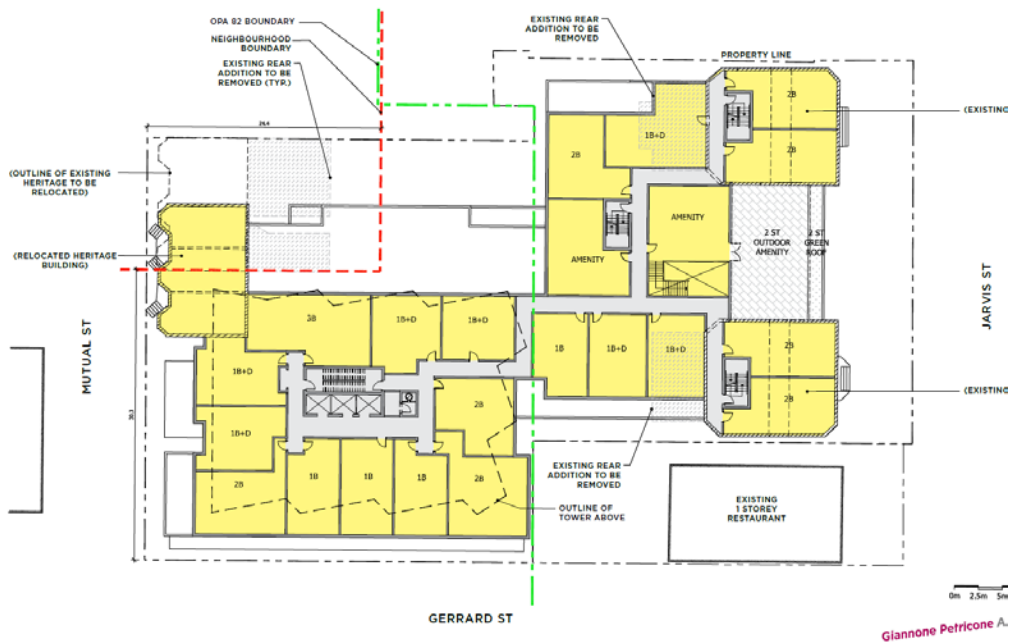 OPA 82 BOUNDARY
NEIGHBOURHOOD
BOUNDARY
EXISTING REAR
ADDITION TO BE
REMOVED (TYP.)
EXISTING REAR
ADDITION TO BE
REMOVED
PROPERTY LINE
2B
(EXISTING
1B+D
2B
2B
26.4
(OUTLINE OF EXISTING
HERITAGE TO BE
RELOCATED)
AMENITY
2 ST
OUTDOOR
AMENITY
2 ST
GREEN
ROOF
(RELOCATED HERITAGE
BUILDING)
AMENITY
JARVIS ST
MUTUAL ST
3B
1B+D
1B+D
1B
1B+D
1B+D
2B
1B+D
2B
2B
(EXISTING
1B+D
2B
1B
1B
1B
2B
EXISTING REAR
ADDITION TO BE
REMOVED
OUTLINE OF
TOWER ABOVE
EXISTING
1 STOREY
RESTAURANT
GERRARD ST
0m 2.5m 5m
Giannone Petricone A.